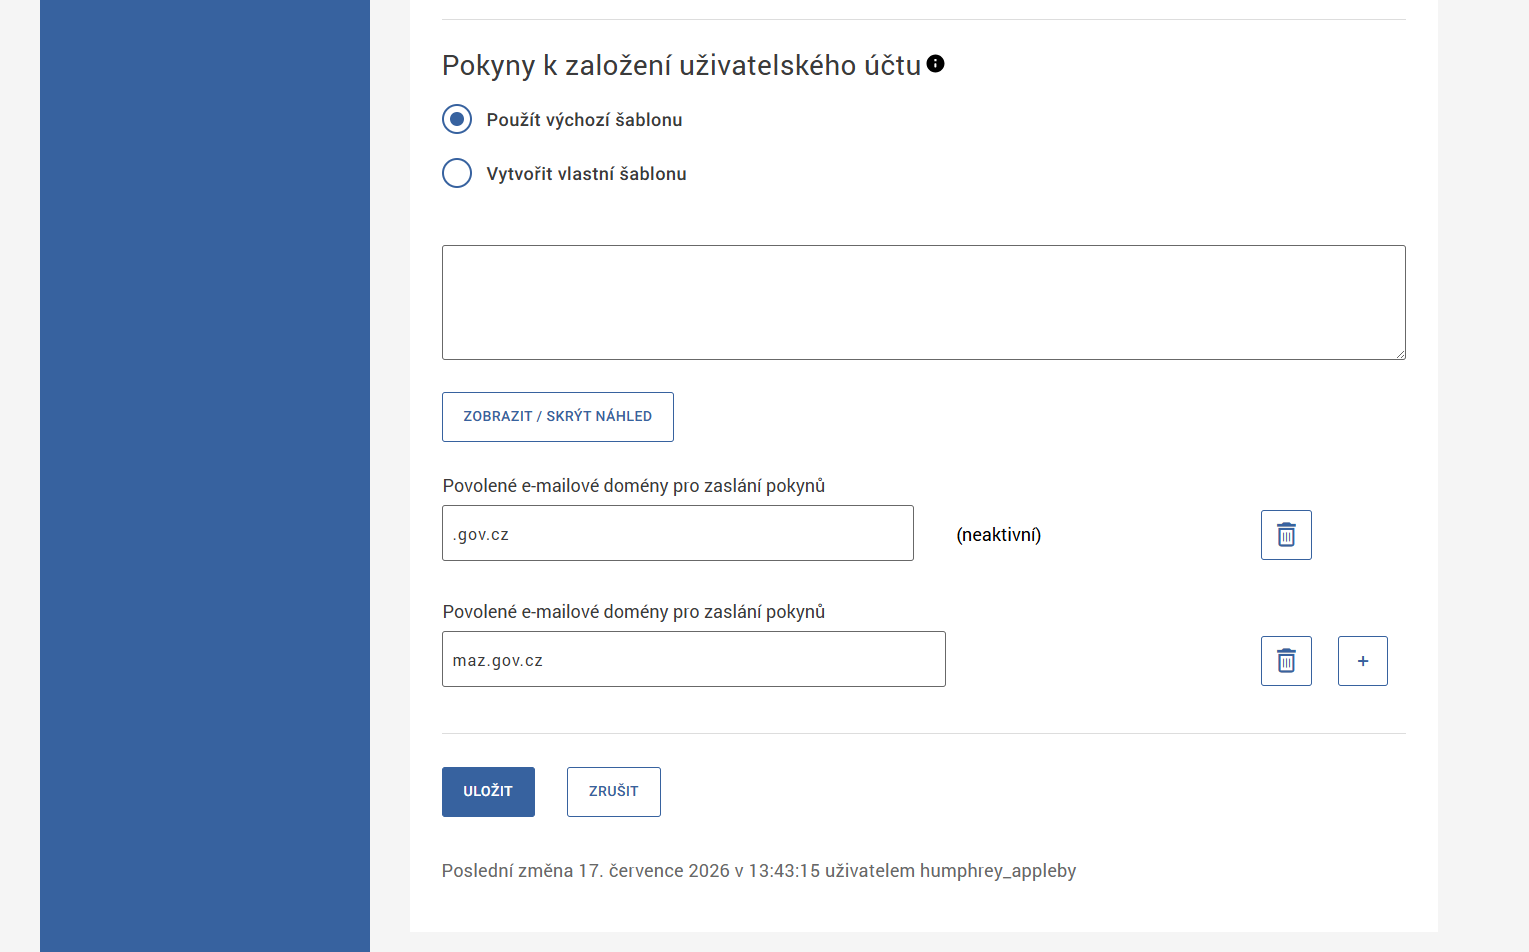 Pokyny k založení uživatelského účtu
Použít výchozí šablonu
Vytvořit vlastní šablonu
ZOBRAZIT / SKRÝT NÁHLED
Povolené e-mailové domény pro zaslání pokynů
.gov.cz
(neaktivní)
Povolené e-mailové domény pro zaslání pokynů
maz.gov.cz
+
ULOŽIT
ZRUŠIT
Poslední změna 17. července 2026 v 13:43:15 uživatelem humphrey_appleby